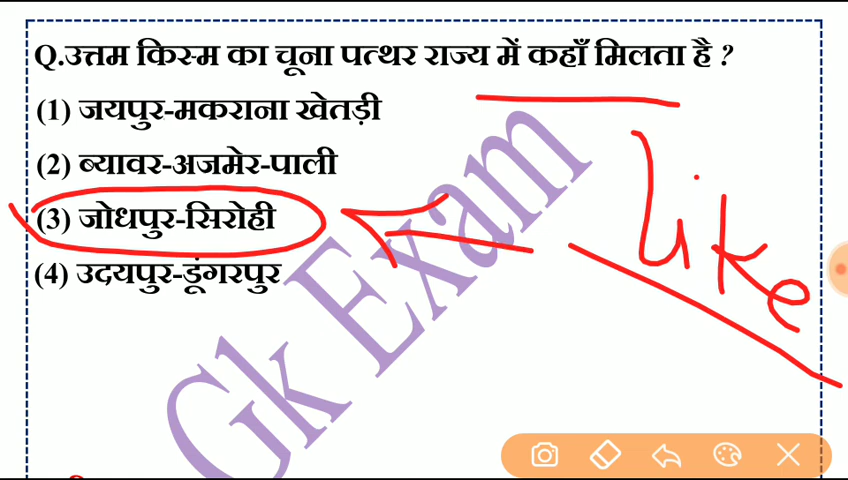 Q.उत्तम किस्म का चूना पत्थर राज्य में कहाँ मिलता है ?
(1) जयपुर-मकराना खेतड़ी
(2) ब्यावर-अजमेर-पाली
(3) जोधपुर-सिरोही
(4) उदयपुर-डूंगरपुर
Like
Gk Exam